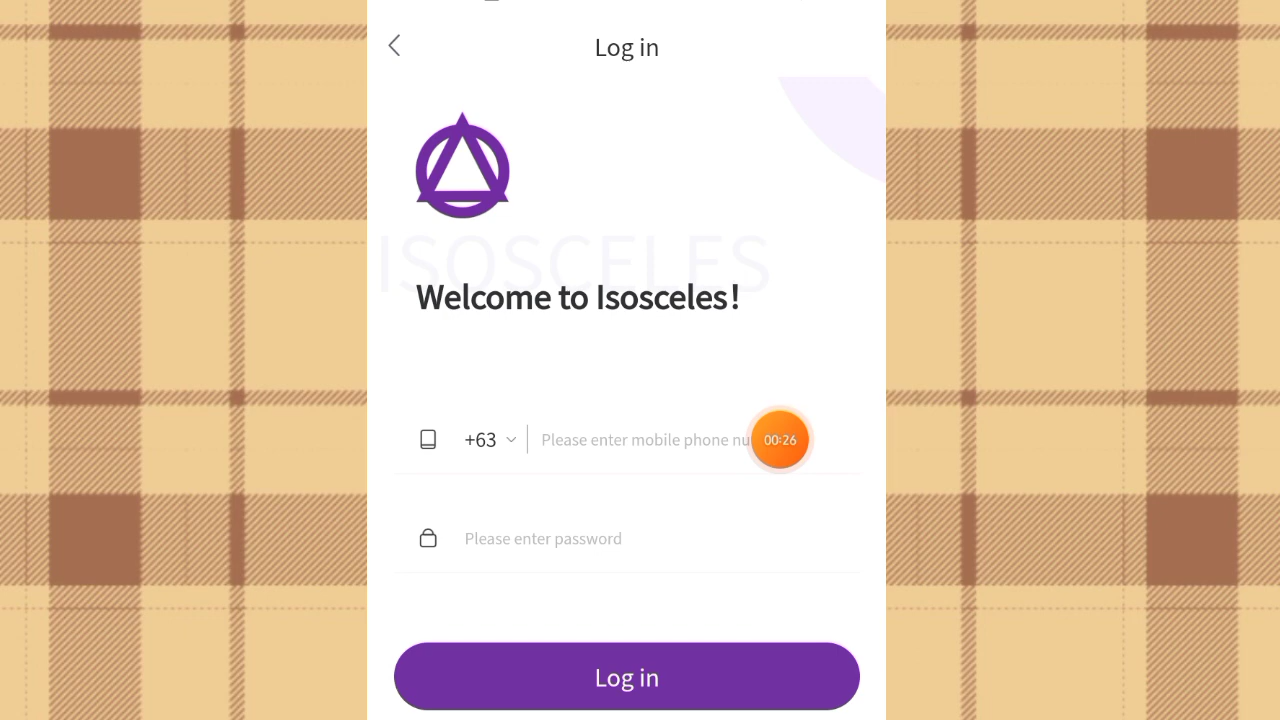 Log in
ISOSCELES
Welcome to Isosceles!
+63 Please enter mobile phone nu
00:26
Please enter password
Log in